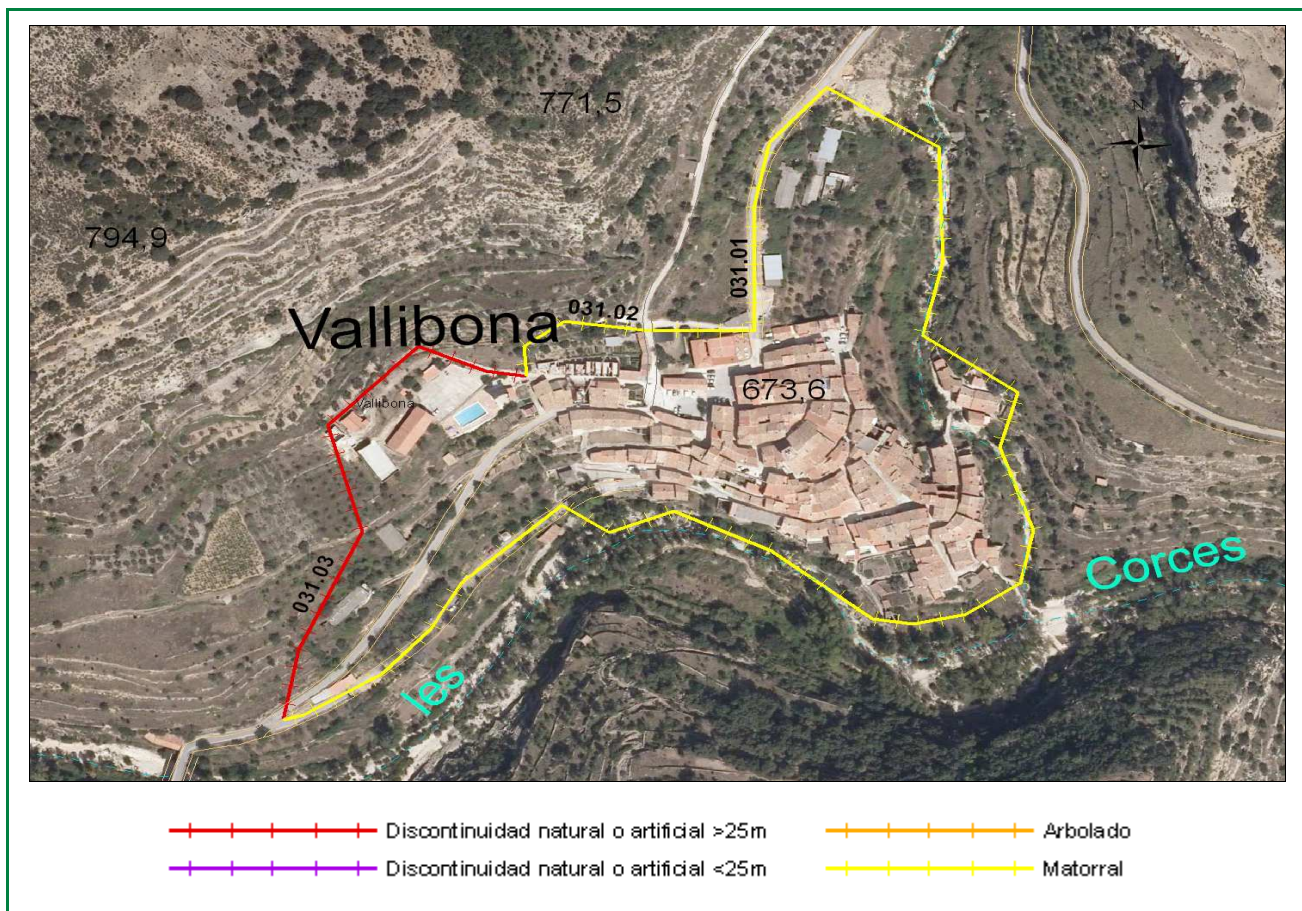 771,5
N
794,9
031.01
031.02
Vallibona
673,6
Vallibona
031.03
Corces
les
Discontinuidad natural o artificial >25m
Arbolado
Discontinuidad natural o artificial <25m
Matorral